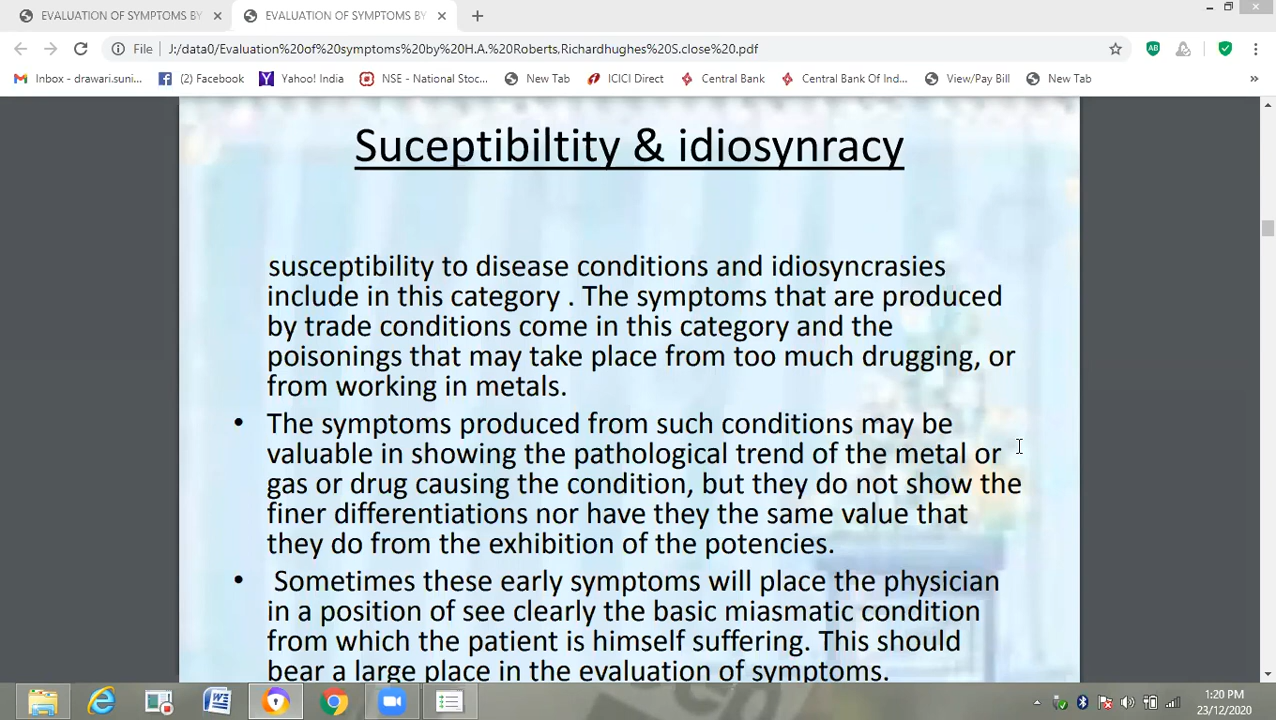 EVALUATION OF SYMPTOMS BY
EVALUATION OF SYMPTOMS BY
File
J:/data0/Evaluation%20of%20symptoms%20by%20H.A.%20Roberts.Richardhughes%20S.close%20.pdf
Inbox - drawari.suni...
(2) Facebook
Yahoo! India
NSE - National Stoc...
New Tab
ICICI Direct
Central Bank
Central Bank Of Ind...
View/Pay Bill
New Tab
»
Suceptibiltity & idiosynracy
susceptibility to disease conditions and idiosyncrasies
include in this category . The symptoms that are produced
by trade conditions come in this category and the
poisonings that may take place from too much drugging, or
from working in metals.
• The symptoms produced from such conditions may be
valuable in showing the pathological trend of the metal or
gas or drug causing the condition, but they do not show the
finer differentiations nor have they the same value that
they do from the exhibition of the potencies.
• Sometimes these early symptoms will place the physician
in a position of see clearly the basic miasmatic condition
from which the patient is himself suffering. This should
bear a large place in the evaluation of symptoms.
1:20 PM
23/12/2020